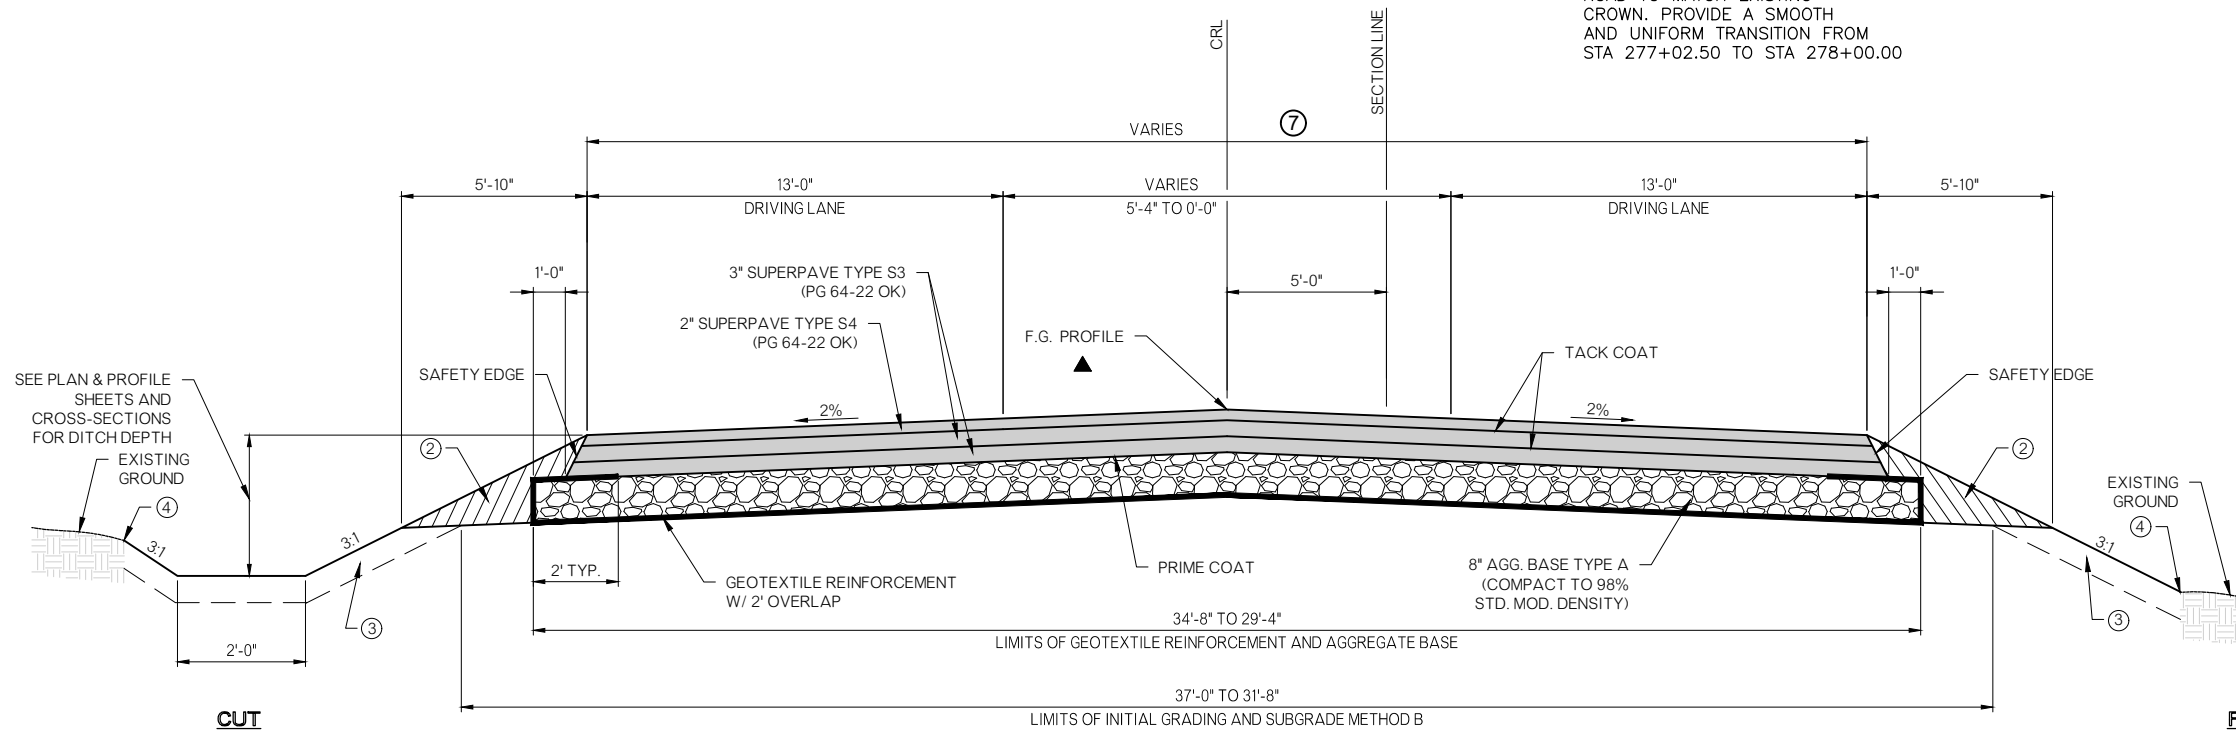 CROWN. PROVIDE A SMOOTH
AND UNIFORM TRANSITION FROM
STA 277+02.50 TO STA 278+00.00
CRL
SECTION LINE
VARIES
7
5'-10"
13'-0"
VARIES
13'-0"
5'-10"
DRIVING LANE
5'-4" TO 0'-0"
DRIVING LANE
1'-0"
3" SUPERPAVE TYPE S3
(PG 64-22 OK)
5'-0"
1'-0"
2" SUPERPAVE TYPE S4
(PG 64-22 OK)
F.G. PROFILE
TACK COAT
SEE PLAN & PROFILE
SHEETS AND
CROSS-SECTIONS
FOR DITCH DEPTH
SAFETY EDGE
SAFETY EDGE
2%
2%
2
2
EXISTING
GROUND
4
3:1
3:1
EXISTING
GROUND
4
3:1
2' TYP.
GEOTEXTILE REINFORCEMENT
W/ 2' OVERLAP
PRIME COAT
8" AGG. BASE TYPE A
(COMPACT TO 98%
STD. MOD. DENSITY)
3
3
34'-8" TO 29'-4"
LIMITS OF GEOTEXTILE REINFORCEMENT AND AGGREGATE BASE
2'-0"
37'-0" TO 31'-8"
LIMITS OF INITIAL GRADING AND SUBGRADE METHOD B
CUT